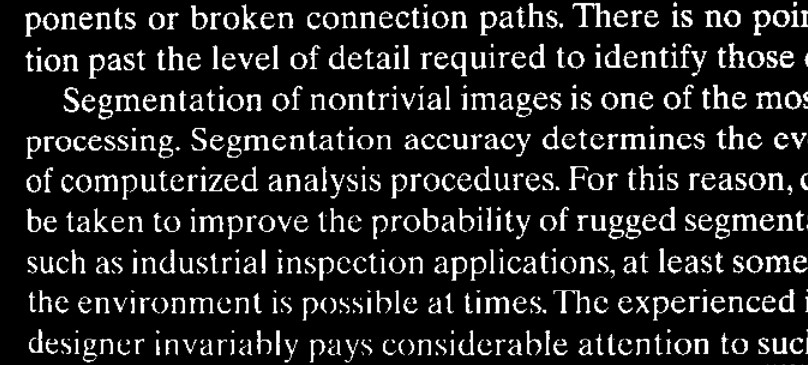 ponents or broken connection paths. There is no poi
tion past the level of detail required to identify those
Segmentation of nontrivial images is one of the mos
processing. Segmentation accuracy determines the ev
of computerized analysis procedures. For this reason, c
be taken to improve the probability of rugged segment
such as industrial inspection applications, at least some
the environment is possible at times. The experienced i
designer invariably pays considerable attention to suc